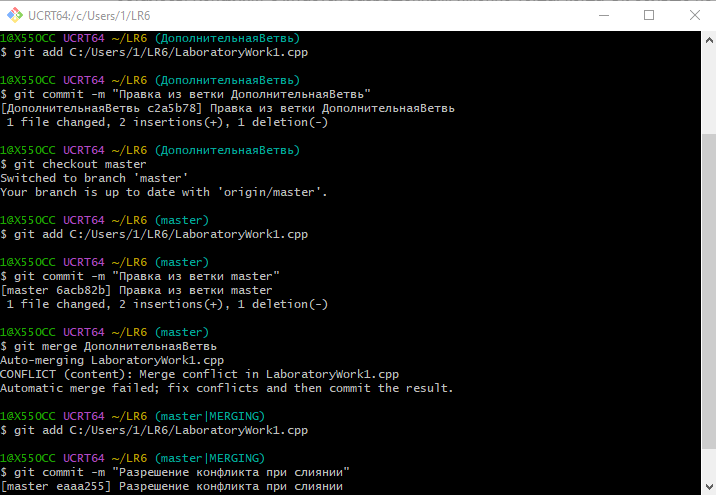 UCRT64:/c/Users/1/LR6
1@X550CC UCRT64 ~/LR6 (ДополнительнаяВетвь)
$ git add C:/Users/1/LR6/LaboratoryWork1.cpp
1@X550CC UCRT64 ~/LR6 (ДополнительнаяВетвь)
$ git commit -m "Правка из ветки ДополнительнаяВетвь"
[ДополнительнаяВетвь c2a5b78] Правка из ветки ДополнительнаяВетвь
1 file changed, 2 insertions(+), 1 deletion(-)
1@X550CC UCRT64 ~/LR6 (ДополнительнаяВетвь)
$ git checkout master
Switched to branch 'master'
Your branch is up to date with 'origin/master'.
1@X550CC UCRT64 ~/LR6 (master)
$ git add C:/Users/1/LR6/LaboratoryWork1.cpp
1@X550CC UCRT64 ~/LR6 (master)
$ git commit -m "Правка из ветки master"
[master 6acb82b] Правка из ветки master
1 file changed, 2 insertions(+), 1 deletion(-)
1@X550CC UCRT64 ~/LR6 (master)
$ git merge ДополнительнаяВетвь
Auto-merging LaboratoryWork1.cpp
CONFLICT (content): Merge conflict in LaboratoryWork1.cpp
Automatic merge failed; fix conflicts and then commit the result.
1@X550CC UCRT64 ~/LR6 (master|MERGING)
$ git add C:/Users/1/LR6/LaboratoryWork1.cpp
1@X550CC UCRT64 ~/LR6 (master|MERGING)
$ git commit -m "Разрешение конфликта при слиянии"
[master eaaa255] Разрешение конфликта при слиянии